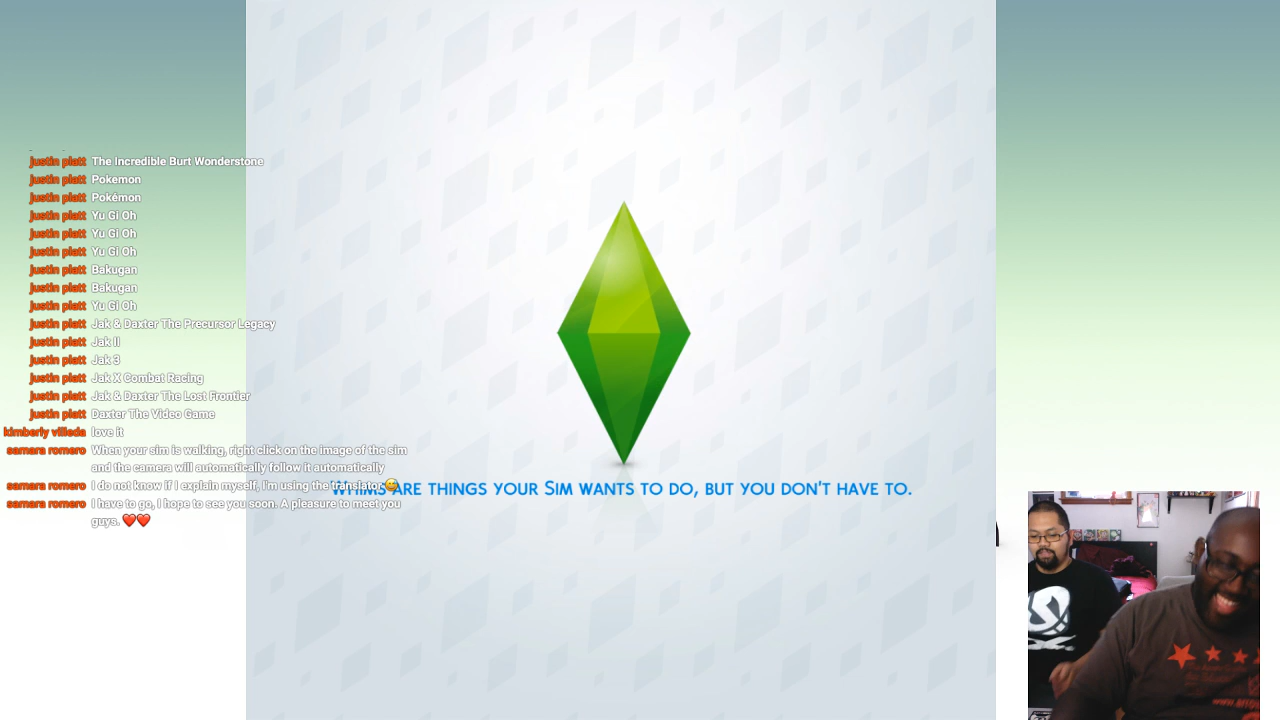 justin platt The Incredible Burt Wonderstone
justin platt Pokemon
justin platt Pokémon
justin platt Yu Gi Oh
justin platt Yu Gi Oh
justin platt Yu Gi Oh
justin platt Bakugan
justin platt Bakugan
justin platt Yu Gi Oh
justin platt Jak & Daxter The Precursor Legacy
justin platt Jak II
justin platt Jak 3
justin platt Jak X Combat Racing
justin platt Jak & Daxter The Lost Frontier
justin platt Daxter The Video Game
kimberly villeda love it
samara romero When your sim is walking, right click on the image of the sim
and the camera will automatically follow it automatically
samara romero I do not know if I explain myself, I'm using the translator 😅
samara romero I have to go, I hope to see you soon. A pleasure to meet you
guys. ❤️❤️
WHIMS ARE THINGS YOUR SIM WANTS TO DO, BUT YOU DON'T HAVE TO.